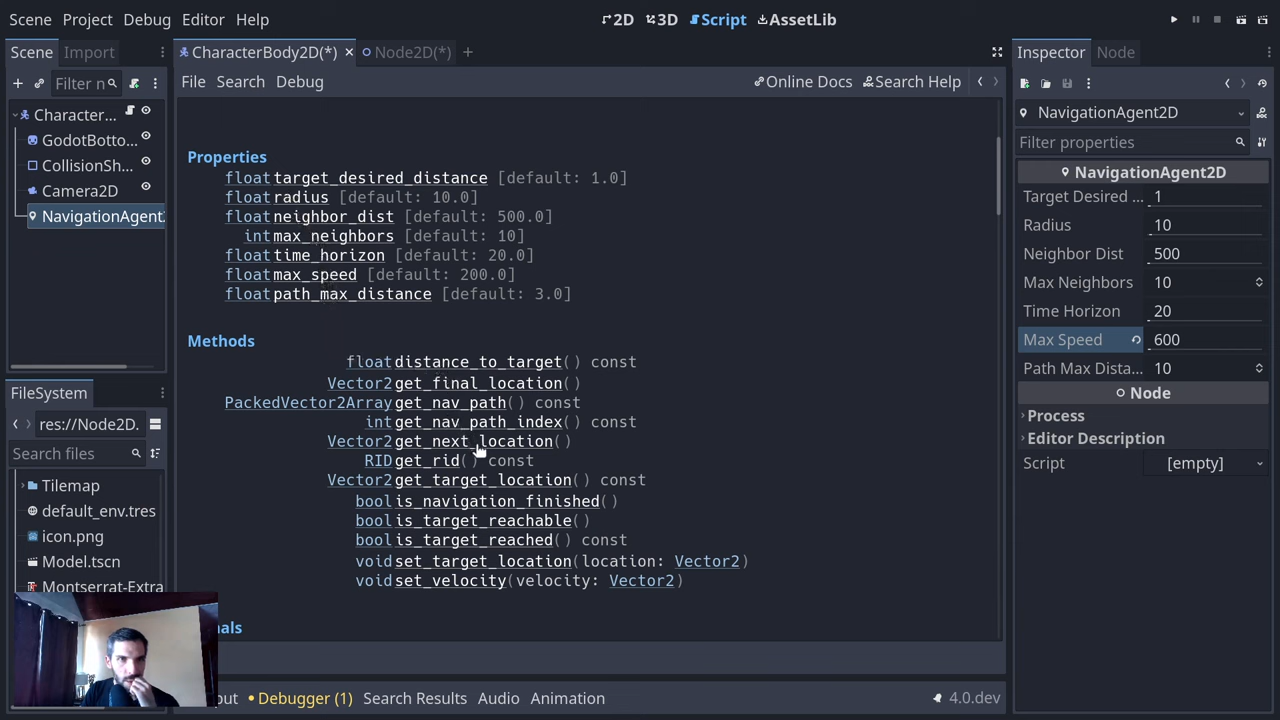 Scene Project Debug Editor Help
2D 3D Script AssetLib
Scene Import
CharacterBody2D(*) Node2D(*)
Inspector Node
Filter n
File Search Debug
Online Docs Search Help
Character...
GodotBotto...
CollisionSh...
Camera2D
NavigationAgent2
Properties
float target_desired_distance [default: 1.0]
float radius [default: 10.0]
float neighbor_dist [default: 500.0]
int max_neighbors [default: 10]
float time_horizon [default: 20.0]
float max_speed [default: 200.0]
float path_max_distance [default: 3.0]
Methods
float distance_to_target() const
Vector2 get_final_location()
PackedVector2Array get_nav_path() const
int get_nav_path_index() const
Vector2 get_next_location()
RID get_rid() const
Vector2 get_target_location() const
bool is_navigation_finished()
bool is_target_reachable()
bool is_target_reached() const
void set_target_location(location: Vector2)
void set_velocity(velocity: Vector2)
nals
FileSystem
res://Node2D.
Search files
Tilemap
default_env.tres
icon.png
Model.tscn
Montserrat-Extra
put Debugger (1) Search Results Audio Animation
4.0.dev
NavigationAgent2D
Filter properties
NavigationAgent2D
Target Desired ... 1
Radius 10
Neighbor Dist 500
Max Neighbors 10
Time Horizon 20
Max Speed 600
Path Max Dista... 10
Node
Process
Editor Description
Script [empty]